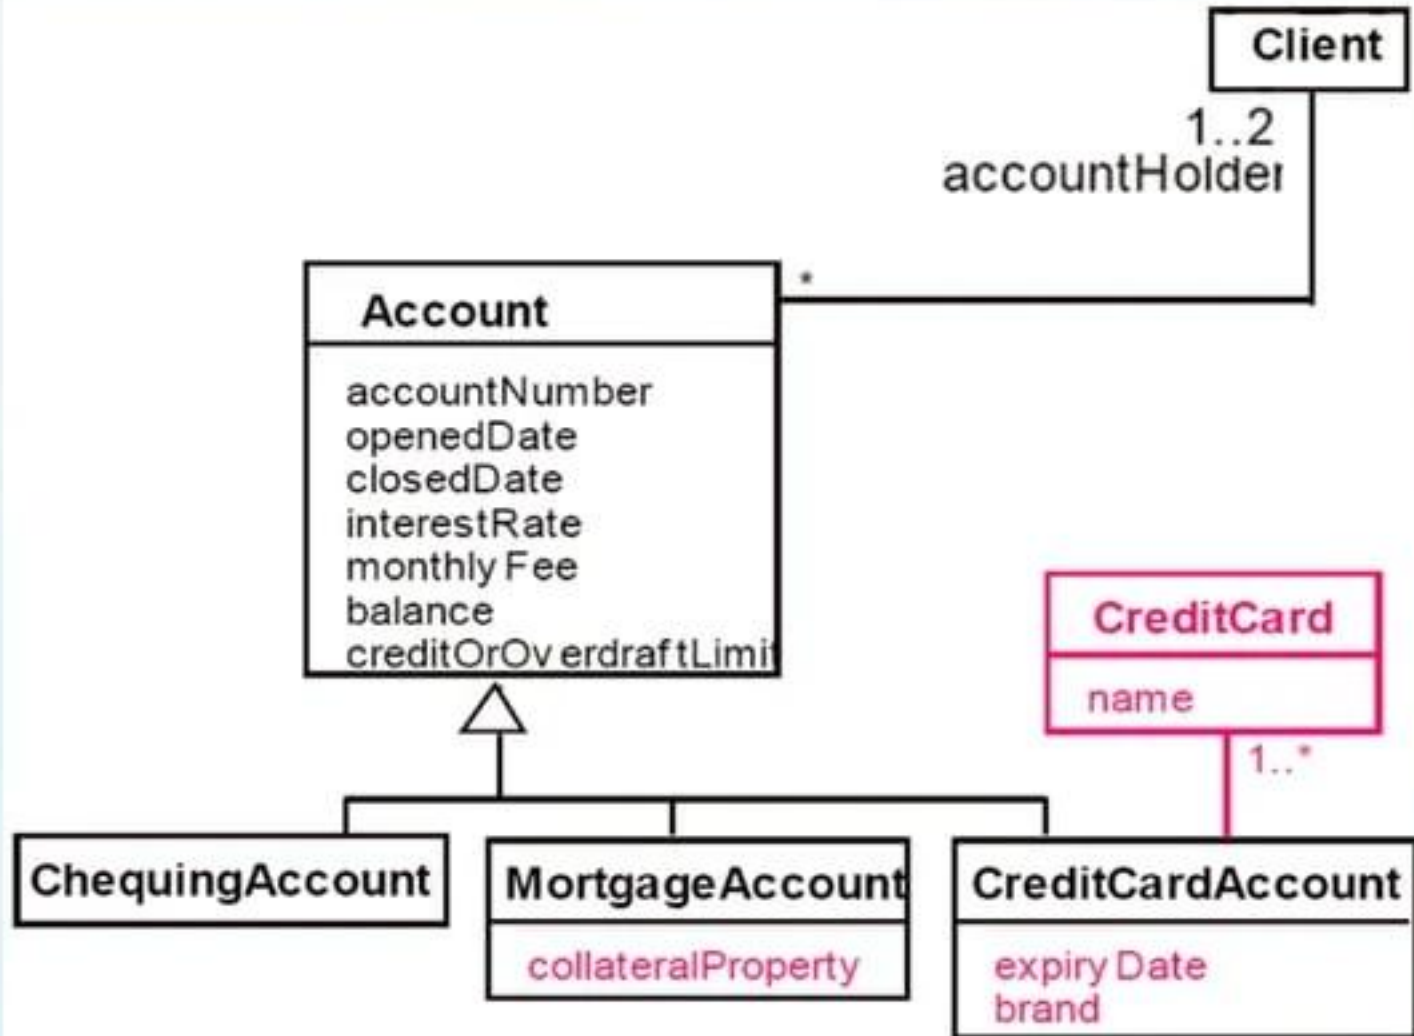 Client
1..2
accountHolder
*
Account
accountNumber
openedDate
closedDate
interestRate
monthlyFee
balance
creditOrOverdraftLimit
CreditCard
name
1..*
ChequingAccount
MortgageAccount
collateralProperty
CreditCardAccount
expiryDate
brand